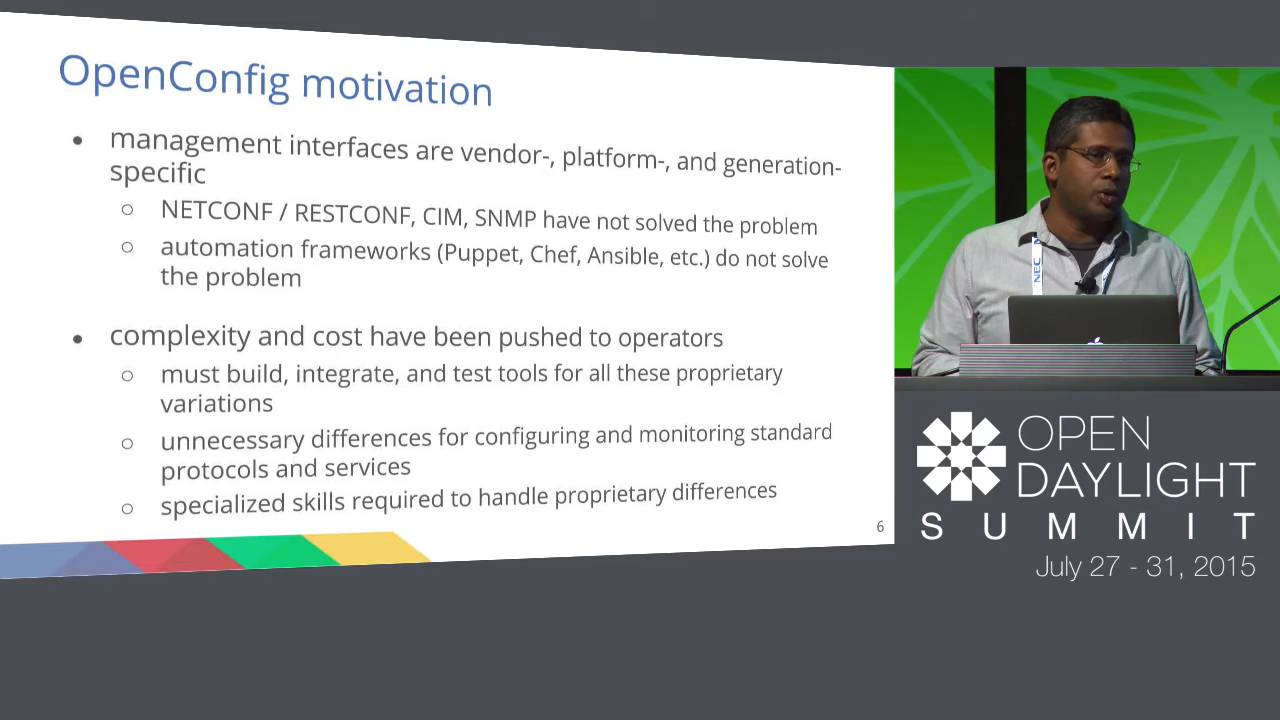 OpenConfig motivation
management interfaces are vendor-, platform-, and generation-
specific
NETCONF / RESTCONF, CIM, SNMP have not solved the problem
automation frameworks (Puppet, Chef, Ansible, etc.) do not solve
the problem
complexity and cost have been pushed to operators
must build, integrate, and test tools for all these proprietary
variations
unnecessary differences for configuring and monitoring standard
protocols and services
specialized skills required to handle proprietary differences
6
NEC
OPEN
DAYLIGHT
SUMMIT
July 27 - 31, 2015